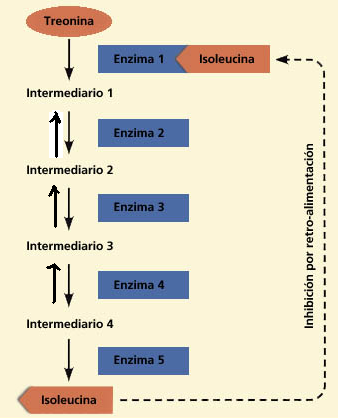 Treonina
Enzima 1
Isoleucina
Intermediario 1
Enzima 2
Intermediario 2
Enzima 3
Intermediario 3
Enzima 4
Intermediario 4
Enzima 5
Isoleucina
Inhibición por retro-alimentación